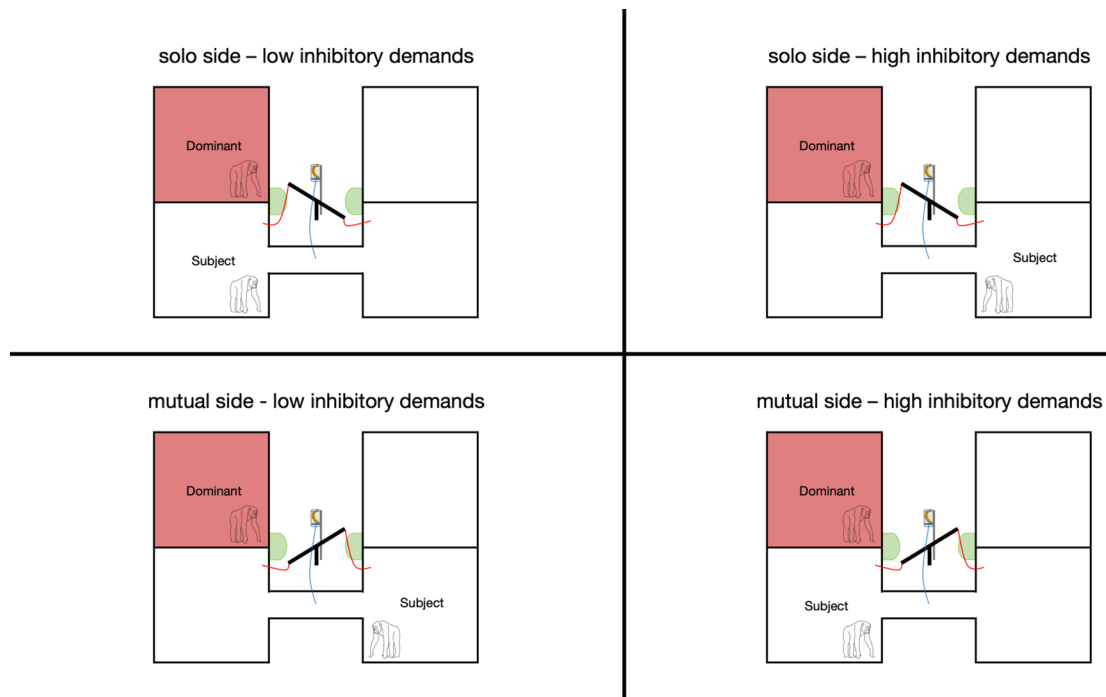 solo side – low inhibitory demands
Dominant
Subject
solo side – high inhibitory demands
Dominant
Subject
mutual side - low inhibitory demands
Dominant
Subject
mutual side – high inhibitory demands
Dominant
Subject